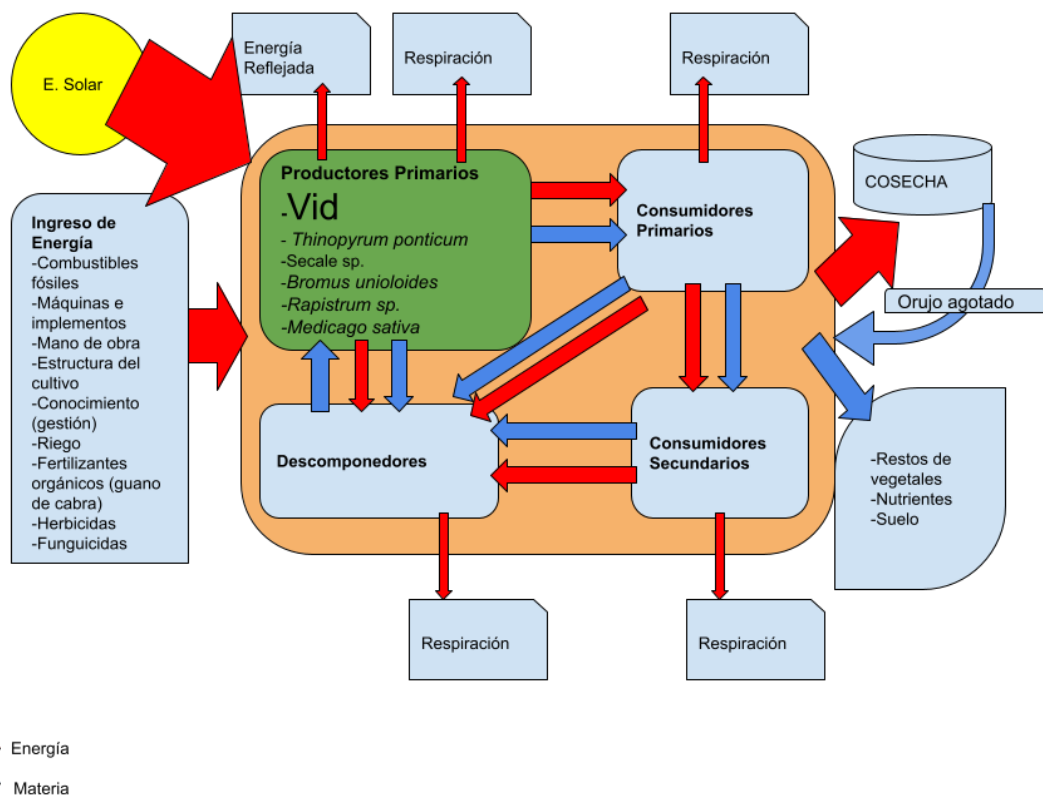 E. Solar
Energía
Reflejada
Respiración
Respiración
Productores Primarios
-Vid
- Thinopyrum ponticum
-Secale sp.
-Bromus unioloides
-Rapistrum sp.
-Medicago sativa
Consumidores
Primarios
COSECHA
Orujo agotado
Ingreso de
Energía
-Combustibles
fósiles
-Máquinas e
implementos
-Mano de obra
-Estructura del
cultivo
-Conocimiento
(gestión)
-Riego
-Fertilizantes
orgánicos (guano
de cabra)
-Herbicidas
-Funguicidas
Descomponedores
Consumidores
Secundarios
-Restos de
vegetales
-Nutrientes
-Suelo
Respiración
Respiración
Energía
Materia